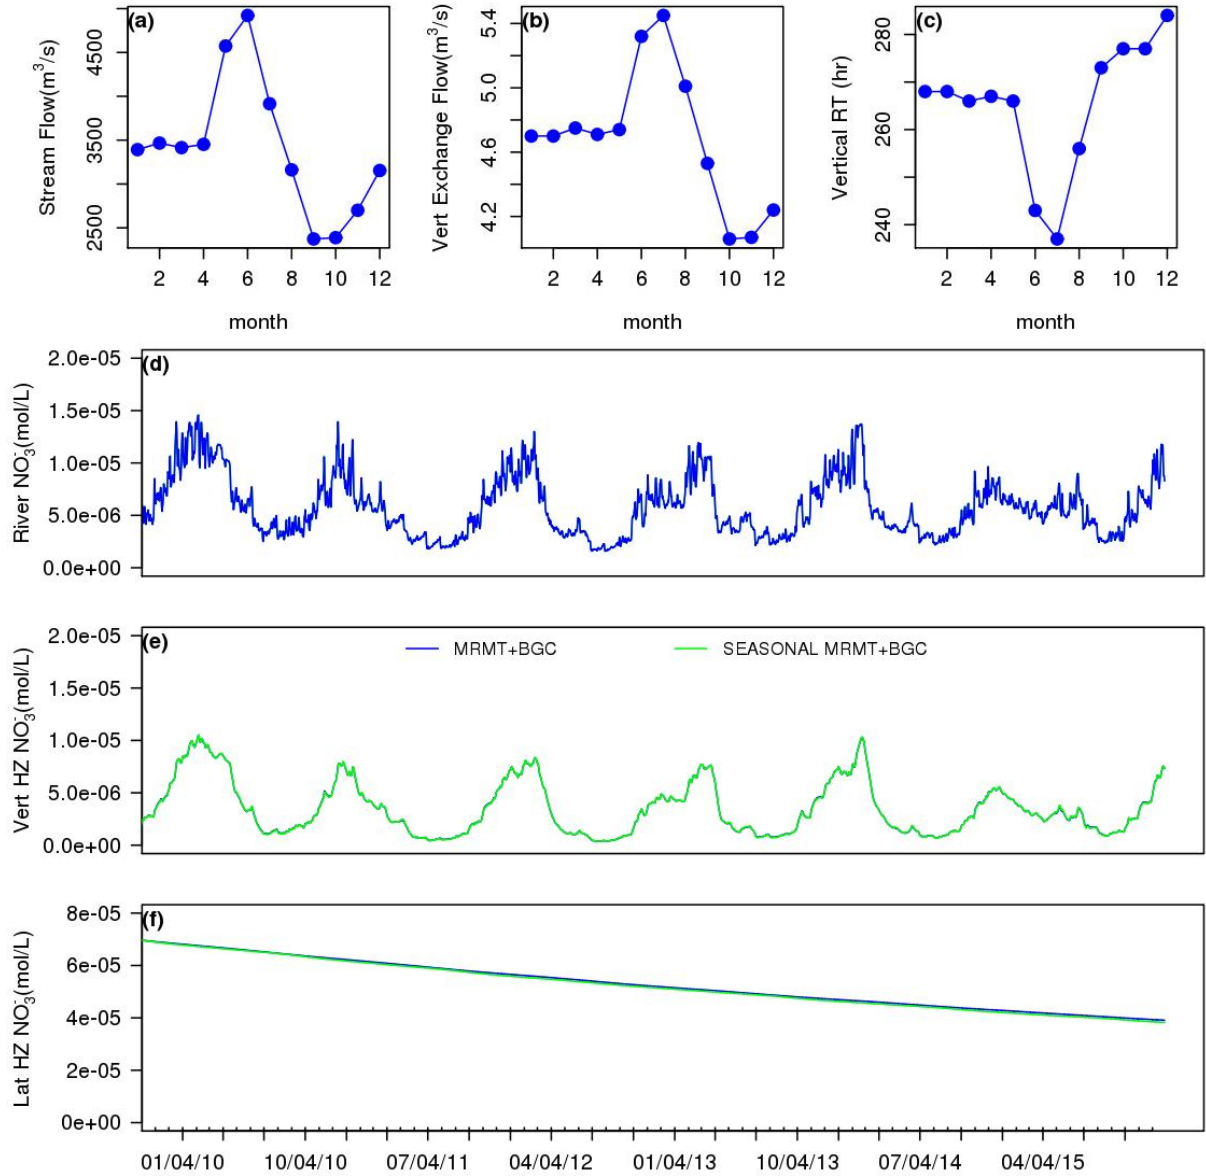 (a)
Stream Flow(m³/s)
2500
3500
4500
2 4 6 8 10 12
month
(b)
Vert Exchange Flow(m³/s)
4.2
4.6
5.0
5.4
2 4 6 8 10 12
month
(c)
Vertical RT (hr)
240
260
280
2 4 6 8 10 12
month
(d)
River NO₃⁻(mol/L)
2.0e-05
1.5e-05
1.0e-05
5.0e-06
0.0e+00
(e)
Vert HZ NO₃⁻(mol/L)
MRMT+BGC
SEASONAL MRMT+BGC
2.0e-05
1.5e-05
1.0e-05
5.0e-06
0.0e+00
(f)
Lat HZ NO₃⁻(mol/L)
8e-05
6e-05
4e-05
2e-05
0e+00
01/04/10 10/04/10 07/04/11 04/04/12 01/04/13 10/04/13 07/04/14 04/04/15